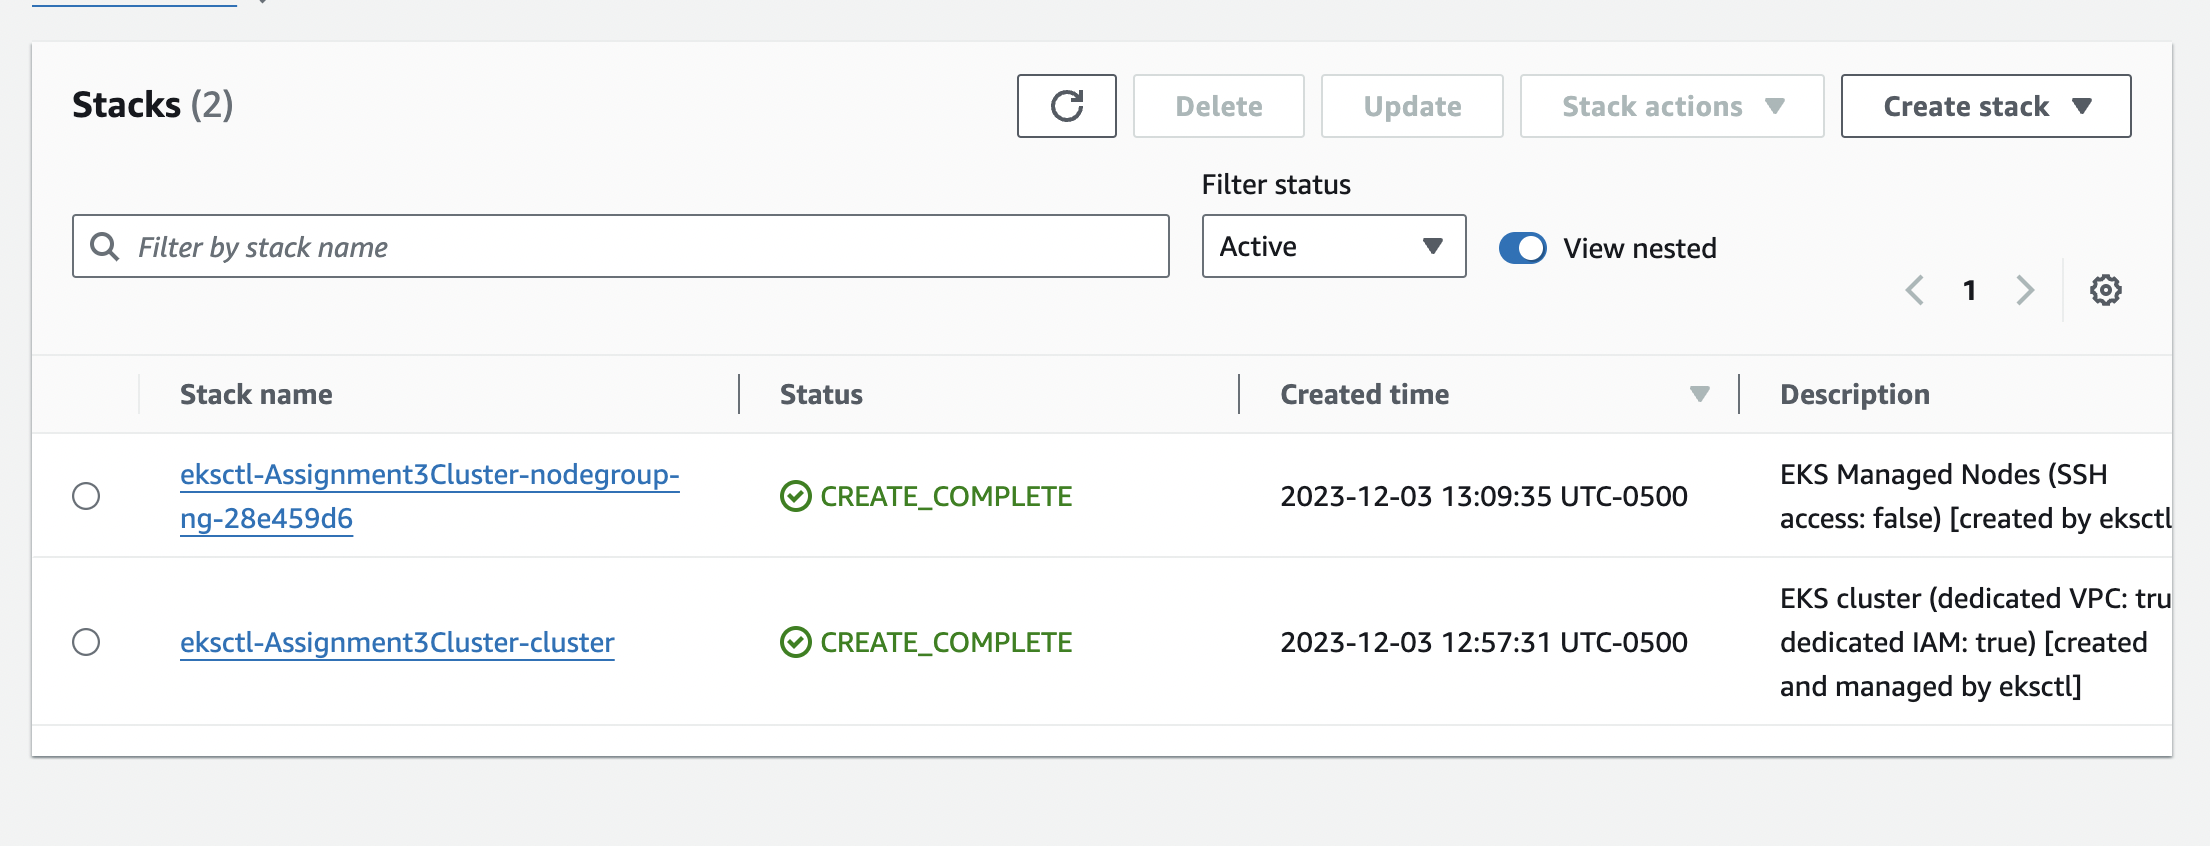 Stacks (2)
Delete
Update
Stack actions
Create stack
Filter status
Filter by stack name
Active
View nested
1
Stack name
Status
Created time
Description
eksctl-Assignment3Cluster-nodegroup-
ng-28e459d6
CREATE_COMPLETE
2023-12-03 13:09:35 UTC-0500
EKS Managed Nodes (SSH
access: false) [created by eksctl
eksctl-Assignment3Cluster-cluster
CREATE_COMPLETE
2023-12-03 12:57:31 UTC-0500
EKS cluster (dedicated VPC: tru
dedicated IAM: true) [created
and managed by eksctl]